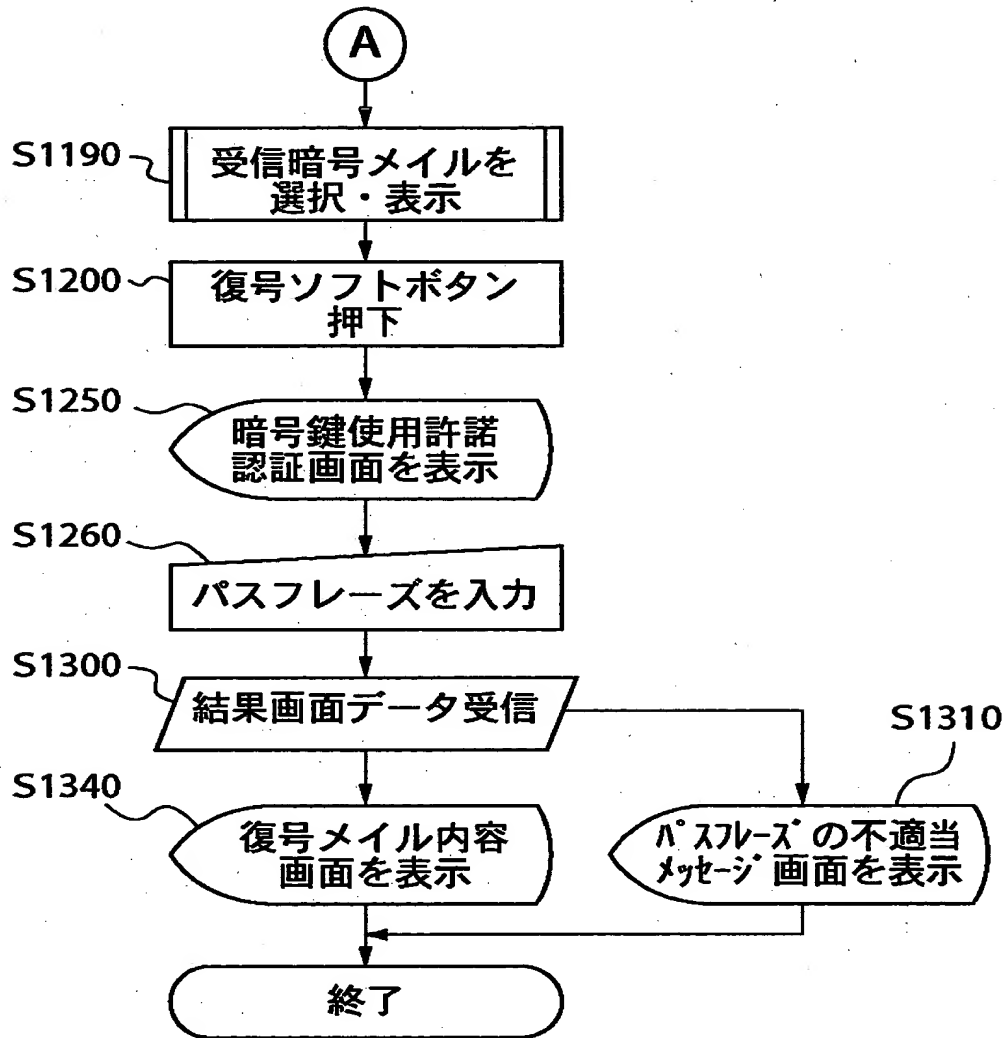 A
S1190
受信暗号メイルを
選択・表示
S1200
復号ソフトボタン
押下
S1250
暗号鍵使用許諾
認証画面を表示
S1260
パスフレーズを入力
S1300
結果画面データ受信
S1310
S1340
復号メイル内容
画面を表示
ﾊﾟｽﾌﾚｰｽﾞの不適当
ﾒｯｾｰｼﾞ画面を表示
終了